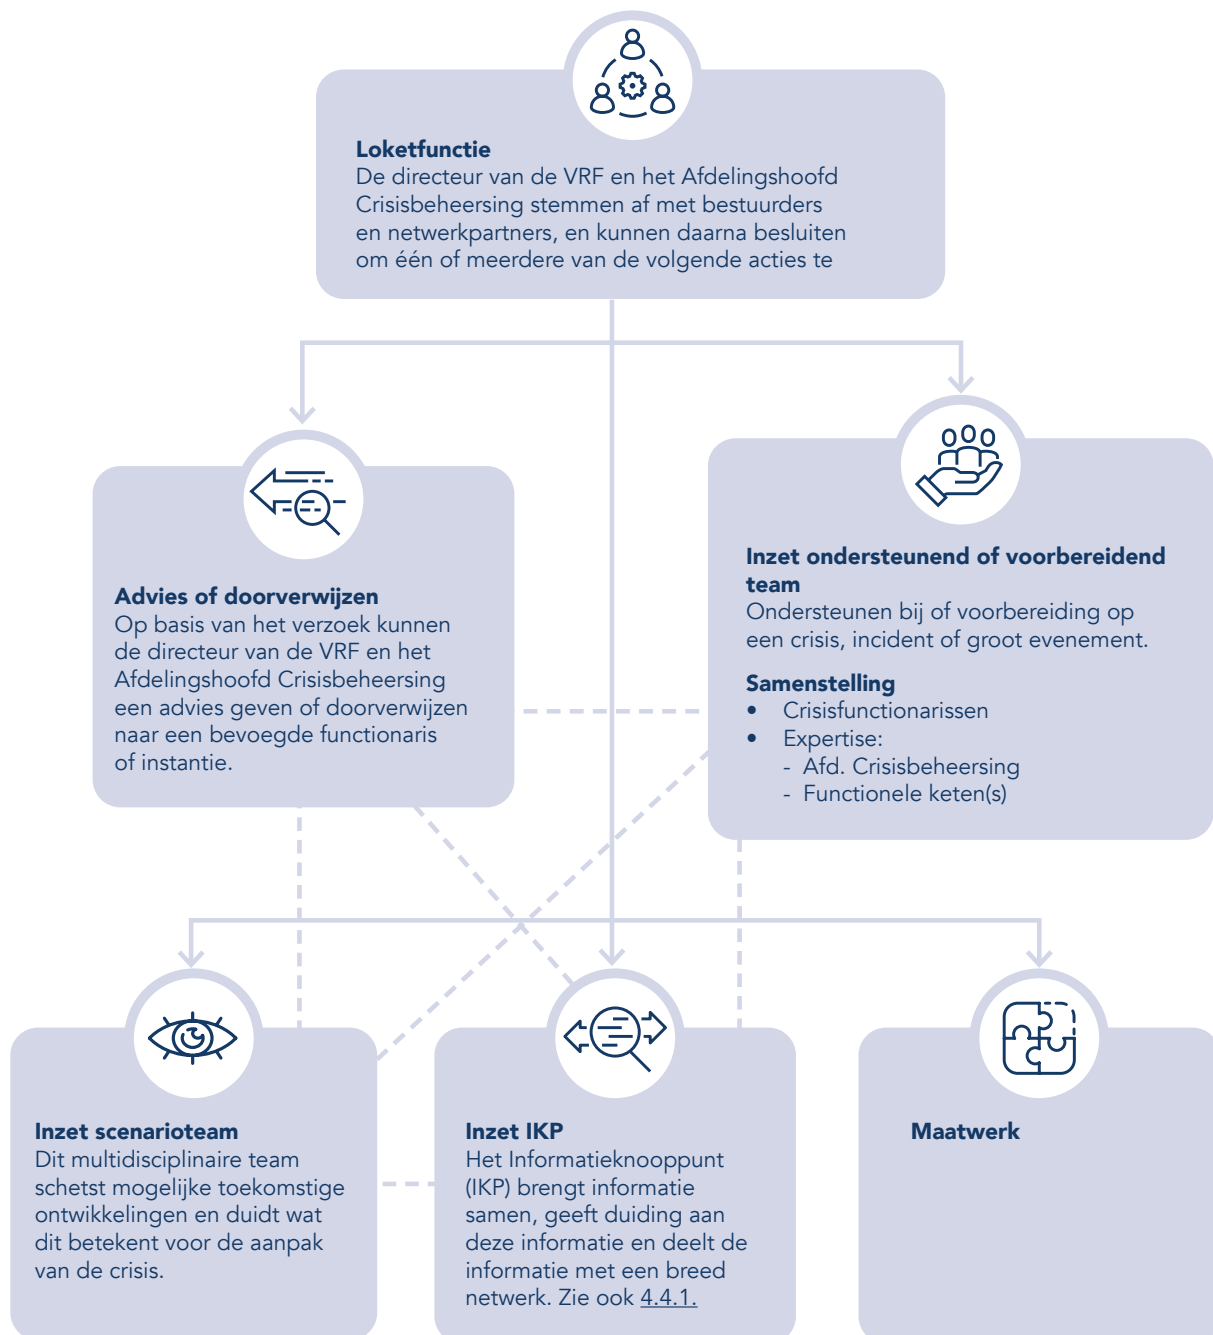 Loketfunctie
De directeur van de VRF en het Afdelingshoofd
Crisisbeheersing stemmen af met bestuurders
en netwerkpartners, en kunnen daarna besluiten
om één of meerdere van de volgende acties te
Advies of doorverwijzen
Op basis van het verzoek kunnen
de directeur van de VRF en het
Afdelingshoofd Crisisbeheersing
een advies geven of doorverwijzen
naar een bevoegde functionaris
of instantie.
Inzet ondersteunend of voorbereidend
team
Ondersteunen bij of voorbereiding op
een crisis, incident of groot evenement.
Samenstelling
• Crisisfunctionarissen
• Expertise:
- Afd. Crisisbeheersing
- Functionele keten(s)
Inzet scenarioteam
Dit multidisciplinaire team
schetst mogelijke toekomstige
ontwikkelingen en duidt wat
dit betekent voor de aanpak
van de crisis.
Inzet IKP
Het Informatieknooppunt
(IKP) brengt informatie
samen, geeft duiding aan
deze informatie en deelt de
informatie met een breed
netwerk. Zie ook 4.4.1.
Maatwerk